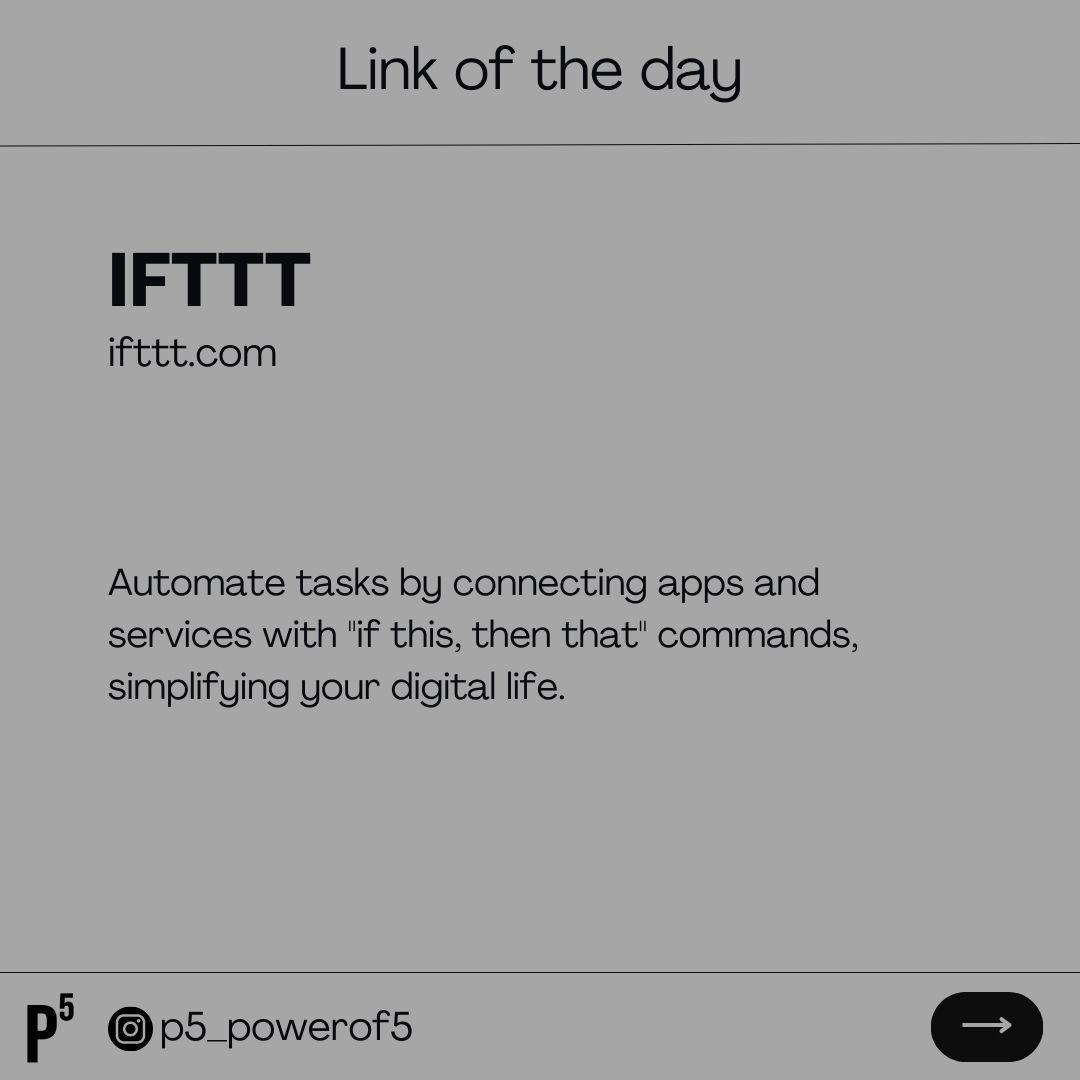 Link of the day
IFTTT
ifttt.com
Automate tasks by connecting apps and
services with "if this, then that" commands,
simplifying your digital life.
P⁵
p5_powerof5